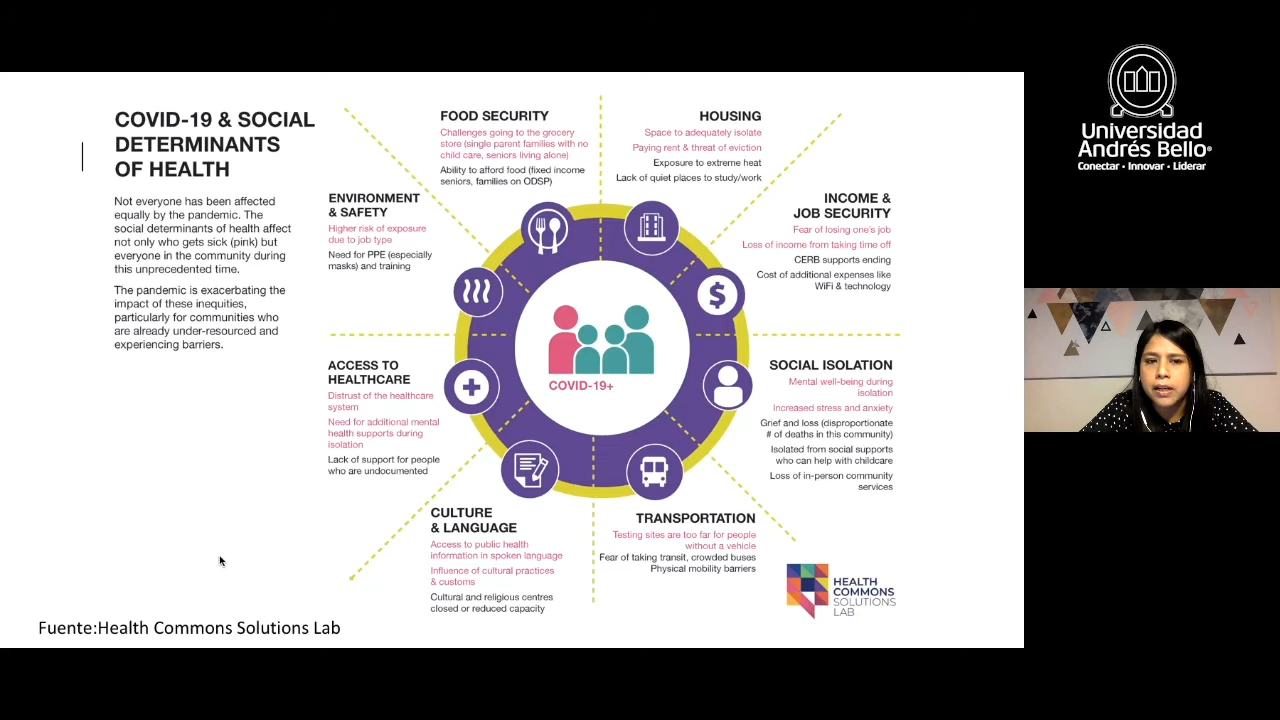 COVID-19 & SOCIAL
DETERMINANTS
OF HEALTH
Not everyone has been affected
equally by the pandemic. The
social determinants of health affect
not only who gets sick (pink) but
everyone in the community during
this unprecedented time.
The pandemic is exacerbating the
impact of these inequities,
particularly for communities who
are already under-resourced and
experiencing barriers.
FOOD SECURITY
Challenges going to the grocery
store (single parent families with no
child care, seniors living alone)
Ability to afford food (fixed income
seniors, families on ODSP)
HOUSING
Space to adequately isolate
Paying rent & threat of eviction
Exposure to extreme heat
Lack of quiet places to study/work
ENVIRONMENT
& SAFETY
Higher risk of exposure
due to job type
Need for PPE (especially
masks) and training
INCOME &
JOB SECURITY
Fear of losing one's job
Loss of income from taking time off
CERB supports ending
Cost of additional expenses like
WiFi & technology
$
COVID-19+
ACCESS TO
HEALTHCARE
Distrust of the healthcare
system
Need for additional mental
health supports during
isolation
Lack of support for people
who are undocumented
SOCIAL ISOLATION
Mental well-being during
isolation
Increased stress and anxiety
Grief and loss (disproportionate
# of deaths in this community)
Isolated from social supports
who can help with childcare
Loss of in-person community
services
CULTURE
& LANGUAGE
Access to public health
information in spoken language
Influence of cultural practices
& customs
Cultural and religious centres
closed or reduced capacity
TRANSPORTATION
Testing sites are too far for people
without a vehicle
Fear of taking transit, crowded buses
Physical mobility barriers
HEALTH
COMMONS
SOLUTIONS
LAB
Fuente:Health Commons Solutions Lab
Universidad
Andrés Bello®
Conectar • Innovar • Liderar